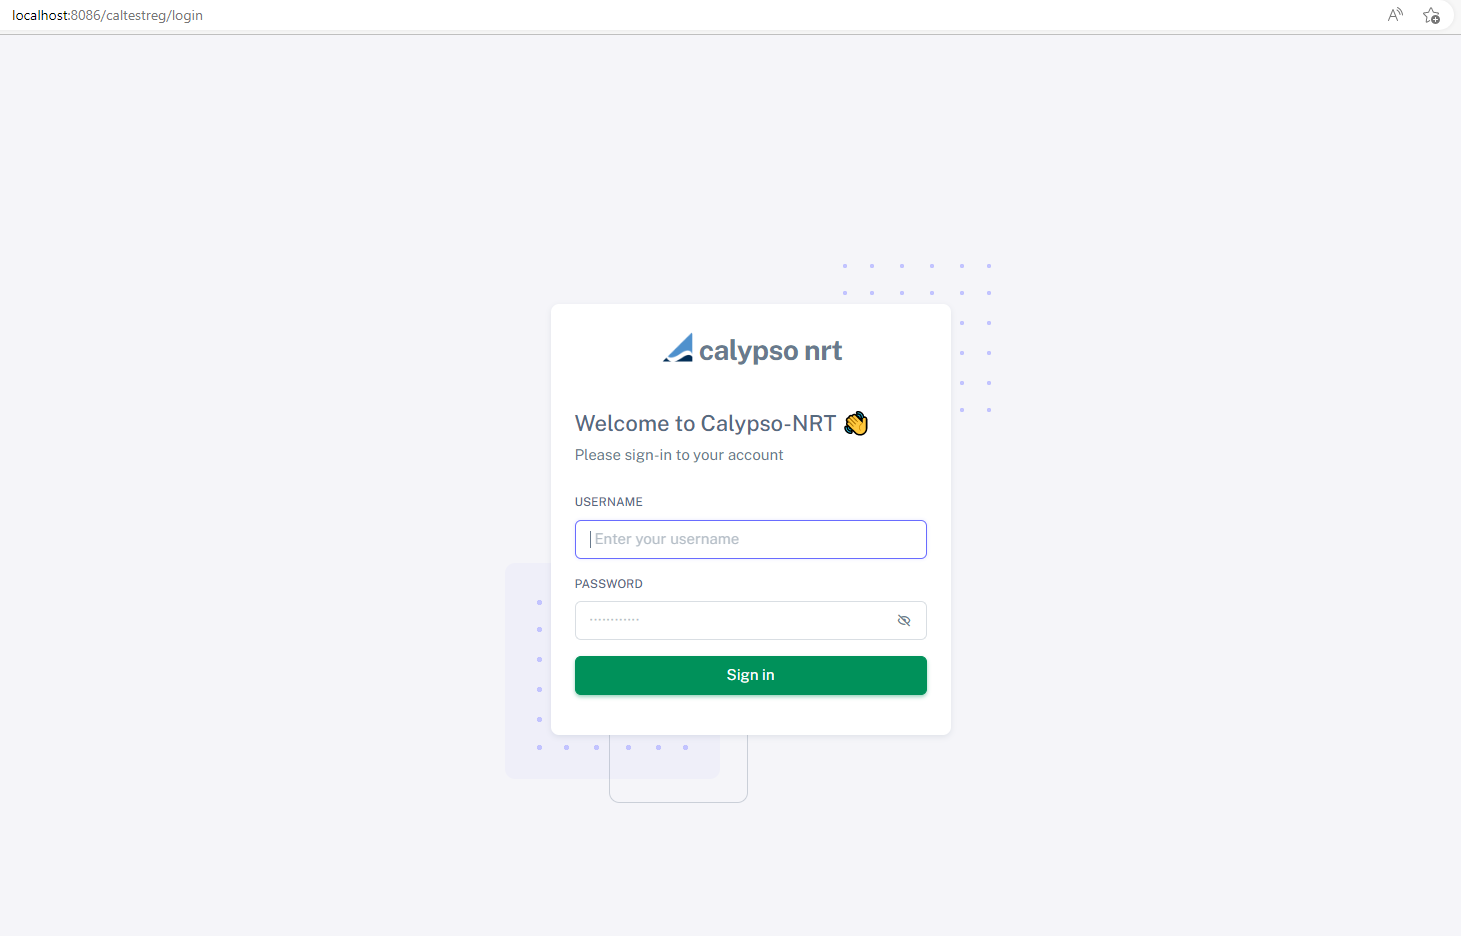 localhost:8086/caltestreg/login
calypso nrt
Welcome to Calypso-NRT 👋
Please sign-in to your account
USERNAME
Enter your username
PASSWORD
············
Sign in